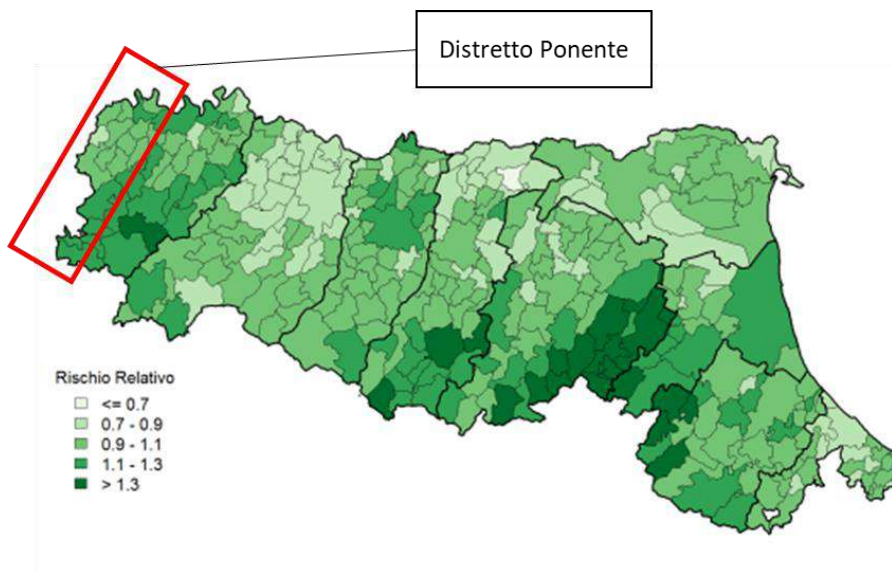 Distretto Ponente
Rischio Relativo
<= 0.7
0.7 - 0.9
0.9 - 1.1
1.1 - 1.3
> 1.3